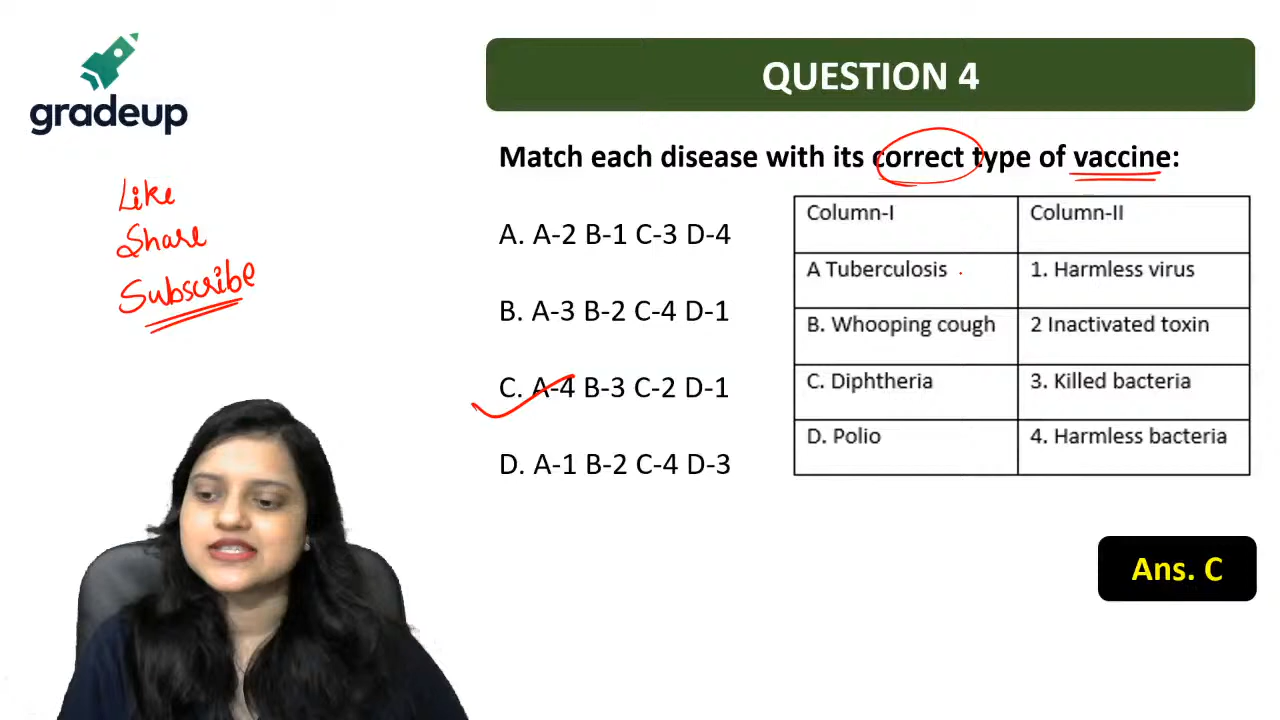 gradeup
Like
Share
Subscribe
QUESTION 4
Match each disease with its correct type of vaccine:
A. A-2 B-1 C-3 D-4
B. A-3 B-2 C-4 D-1
C. A-4 B-3 C-2 D-1
D. A-1 B-2 C-4 D-3
Column-I Column-II
A Tuberculosis 1. Harmless virus
B. Whooping cough 2 Inactivated toxin
C. Diphtheria 3. Killed bacteria
D. Polio 4. Harmless bacteria
Ans. C